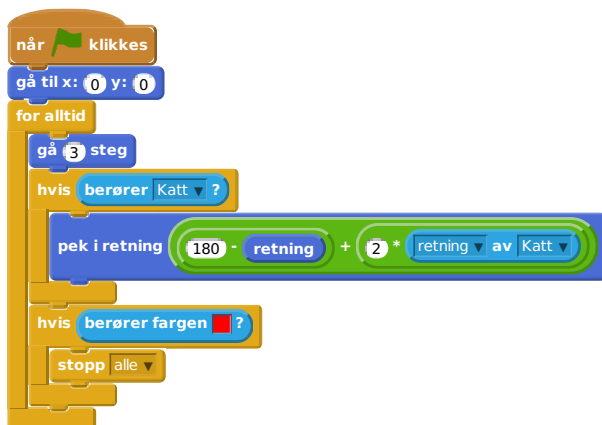 når klikkes
gå til x: 0 y: 0
for alltid
gå 3 steg
hvis berører Katt ?
pek i retning 180 - retning + 2 * retning av Katt
hvis berører fargen ?
stopp alle